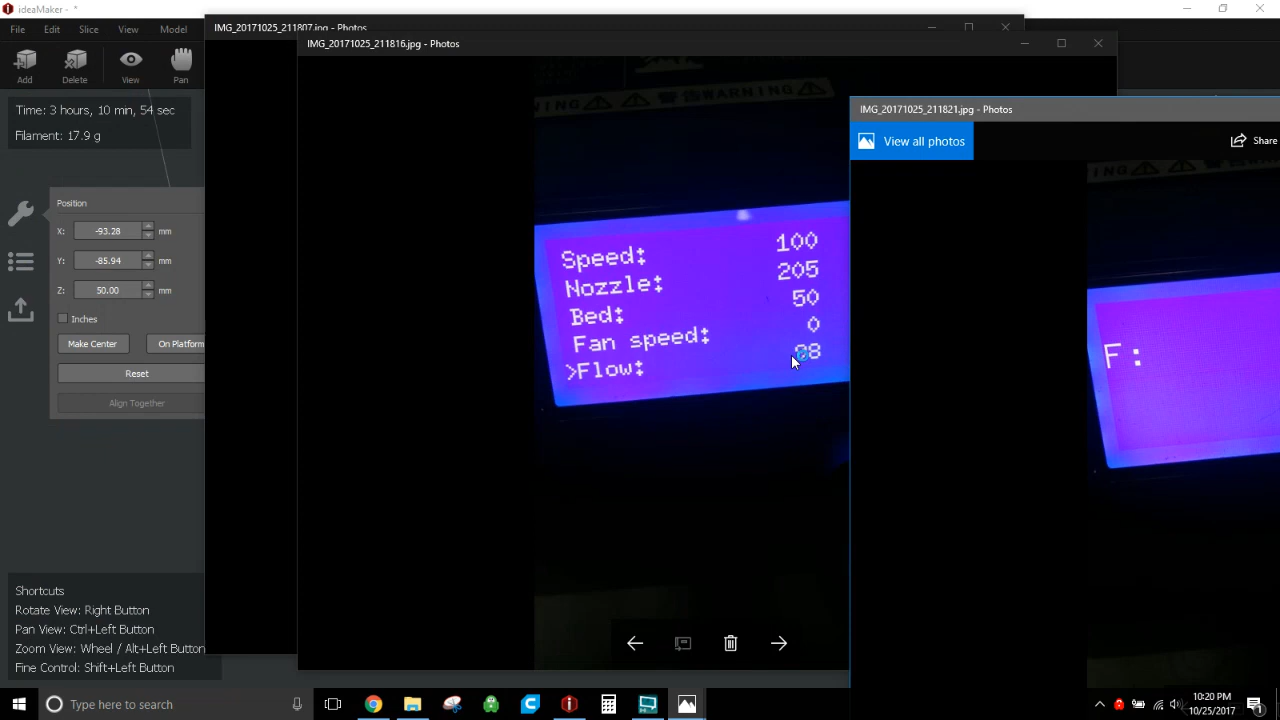 ideaMaker - *
File Edit Slice View Model
Add Delete View Pan
Time: 3 hours, 10 min, 54 sec
Filament: 17.9 g
Position
X: -93.28 mm
Y: -85.94 mm
Z: 50.00 mm
Inches
Make Center On Platform
Reset
Align Together
Shortcuts
Rotate View: Right Button
Pan View: Ctrl+Left Button
Zoom View: Wheel / Alt+Left Button
Fine Control: Shift+Left Button
IMG_20171025_211807.jpg - Photos
IMG_20171025_211816.jpg - Photos
WARNING
Speed: 100
Nozzle: 205
Bed: 50
Fan speed: 0
>Flow:
IMG_20171025_211821.jpg - Photos
View all photos Share
F:
Type here to search
10:20 PM
10/25/2017